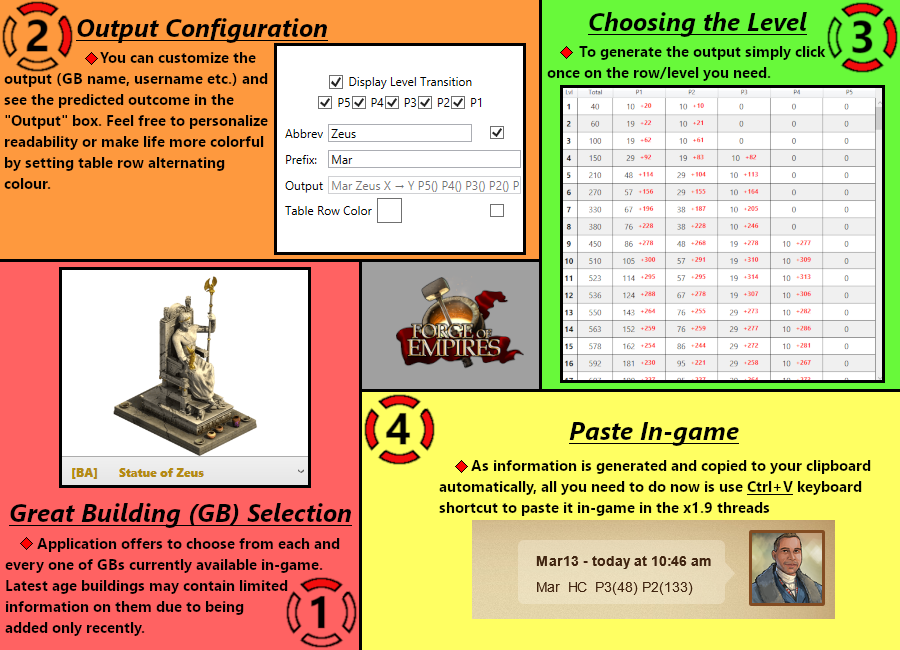 2
Output Configuration
You can customize the
output (GB name, username etc.) and
see the predicted outcome in the
"Output" box. Feel free to personalize
readability or make life more colorful
by setting table row alternating
colour.
Display Level Transition
P5 P4 P3 P2 P1
Abbrev Zeus
Prefix: Mar
Output Mar Zeus X → Y P5() P4() P3() P2() P
Table Row Color
Choosing the Level
3
To generate the output simply click
once on the row/level you need.
Lvl Total P1 P2 P3 P4 P5
1 40 10 +20 10 +10 0 0 0
2 60 19 +22 10 +21 0 0 0
3 100 19 +62 10 +61 0 0 0
4 150 29 +92 19 +83 10 +82 0 0
5 210 48 +114 29 +104 10 +113 0 0
6 270 57 +156 29 +155 10 +164 0 0
7 330 67 +196 38 +187 10 +205 0 0
8 380 76 +228 38 +228 10 +246 0 0
9 450 86 +278 48 +268 19 +278 10 +277 0
10 510 105 +300 57 +291 19 +310 10 +309 0
11 523 114 +295 57 +295 19 +314 10 +313 0
12 536 124 +288 67 +278 19 +307 10 +306 0
13 550 143 +264 76 +255 29 +273 10 +282 0
14 563 152 +259 76 +259 29 +277 10 +286 0
15 578 162 +254 86 +244 29 +272 10 +281 0
16 592 181 +230 95 +221 29 +258 10 +267 0
[BA] Statue of Zeus
Great Building (GB) Selection
Application offers to choose from each and
every one of GBs currently available in-game.
Latest age buildings may contain limited
information on them due to being
added only recently.
1
FORGE OF
EMPIRES
4
Paste In-game
As information is generated and copied to your clipboard
automatically, all you need to do now is use Ctrl+V keyboard
shortcut to paste it in-game in the x1.9 threads
Mar13 - today at 10:46 am
Mar HC P3(48) P2(133)